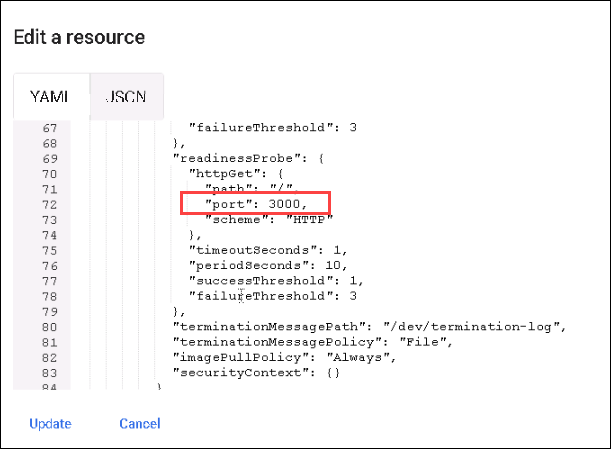 Edit a resource
YAML JSON
67 "failureThreshold": 3
68 },
69 "readinessProbe": {
70 "httpGet": {
71 "path": "/",
72 "port": 3000,
73 "scheme": "HTTP"
74 },
75 "timeoutSeconds": 1,
76 "periodSeconds": 10,
77 "successThreshold": 1,
78 "failureThreshold": 3
79 },
80 "terminationMessagePath": "/dev/termination-log",
81 "terminationMessagePolicy": "File",
82 "imagePullPolicy": "Always",
83 "securityContext": {}
84 }
Update Cancel